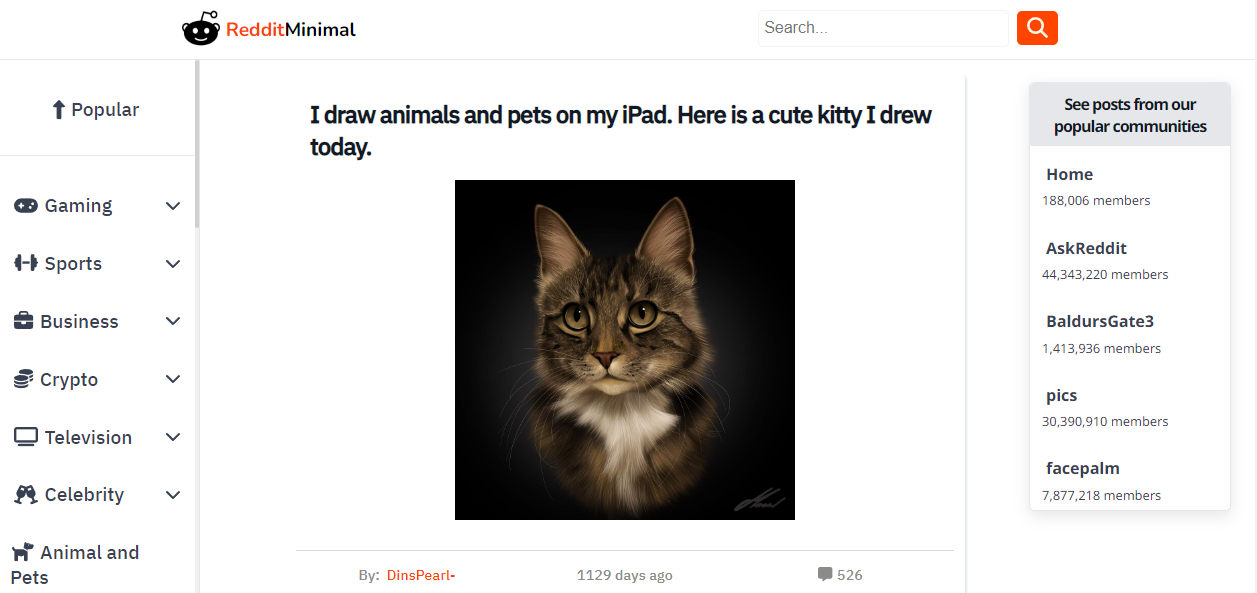 RedditMinimal
Search...
Popular
Gaming
Sports
Business
Crypto
Television
Celebrity
Animal and
Pets
I draw animals and pets on my iPad. Here is a cute kitty I drew
today.
By: DinsPearl-
1129 days ago
526
See posts from our
popular communities
Home
188,006 members
AskReddit
44,343,220 members
BaldursGate3
1,413,936 members
pics
30,390,910 members
facepalm
7,877,218 members